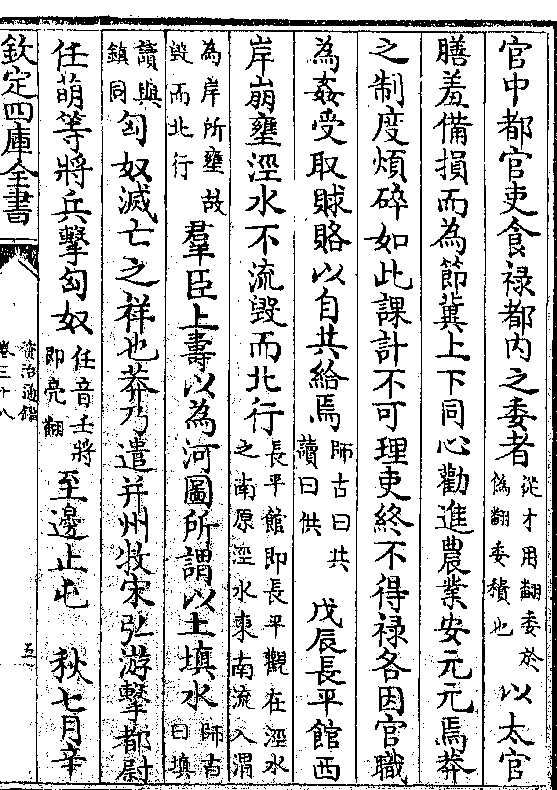 官中都官吏食禄都内之委者從才用翻委於偽翻委積也以太官
膳羞備損而為節冀上下同心勸進農業安元元焉莽
之制度煩碎如此課計不可理吏終不得禄各因官職
為姦受取賕賂以自共給焉師古曰共讀曰供戊辰長平館西
岸崩壅涇水不流毀而北行長平館即長平觀在涇水之南原涇水東南流入渭
為岸所壅故毀而北行羣臣上壽以為河圖所謂以土填水師古曰填
讀與鎮同匈奴滅亡之祥也莽乃遣并州牧宋弘游擊都尉
任萌等將兵擊匈奴任音壬將即亮翻至邊止屯 秋七月辛
欽定四庫全書
資治通鑑
卷三十八
五